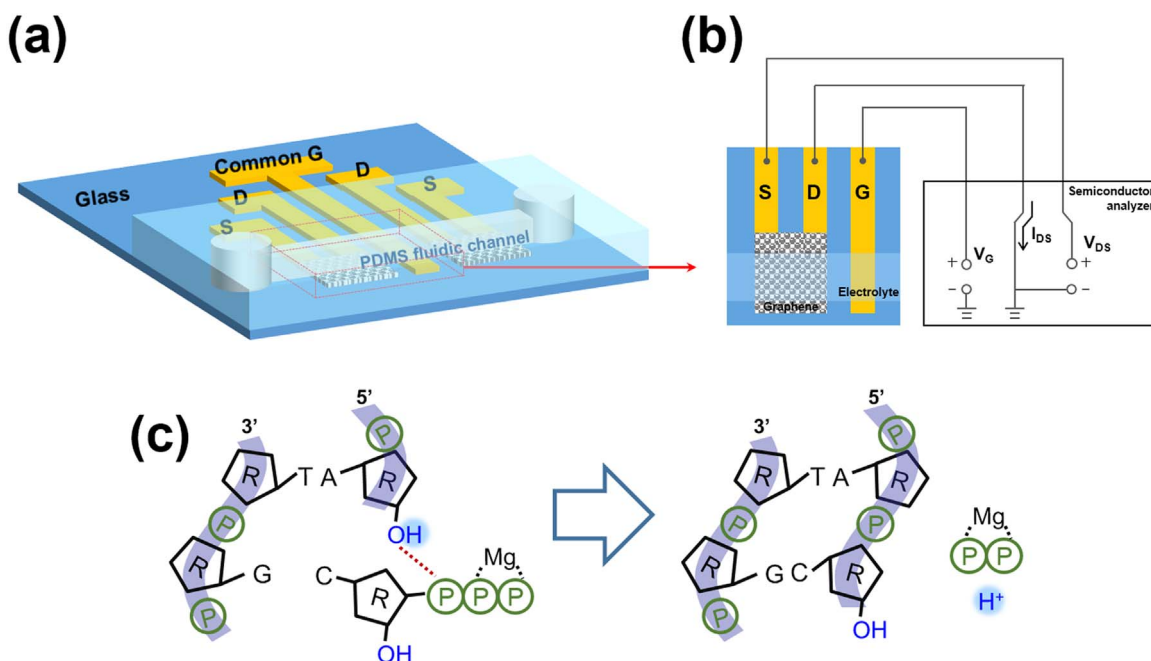 (a)
Common G
D
D
S
S
Glass
PDMS fluidic channel
(b)
S D G
Semiconductor
analyzer
I_DS
V_G
V_DS
+
+
−
−
Electrolyte
Graphene
(c)
3’
5’
P
R
T A
R
P
OH
R
G
P
C
R
P P P
Mg
OH
3’
5’
P
R
T A
R
P
P
R
G C
R
P
OH
Mg
P P
H⁺